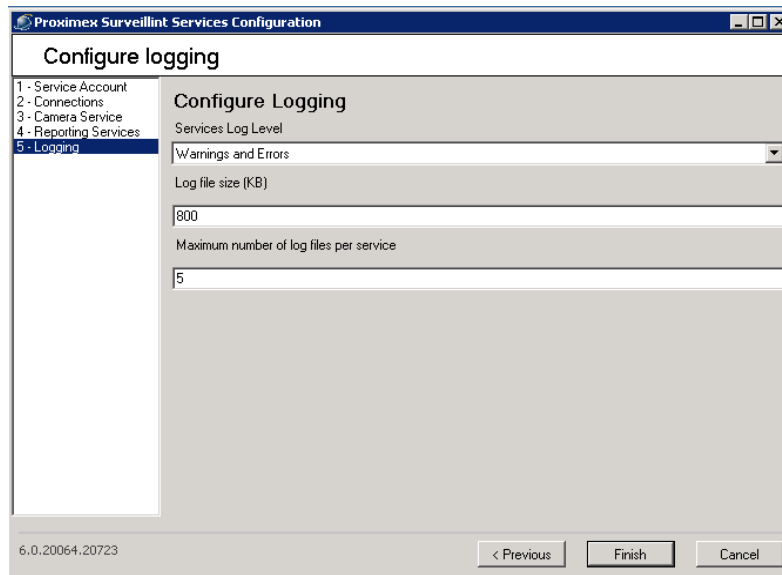 Proximex Surveillint Services Configuration
Configure logging
1 - Service Account
2 - Connections
3 - Camera Service
4 - Reporting Services
5 - Logging
Configure Logging
Services Log Level
Warnings and Errors
Log file size (KB)
800
Maximum number of log files per service
5
6.0.20064.20723
< Previous
Finish
Cancel